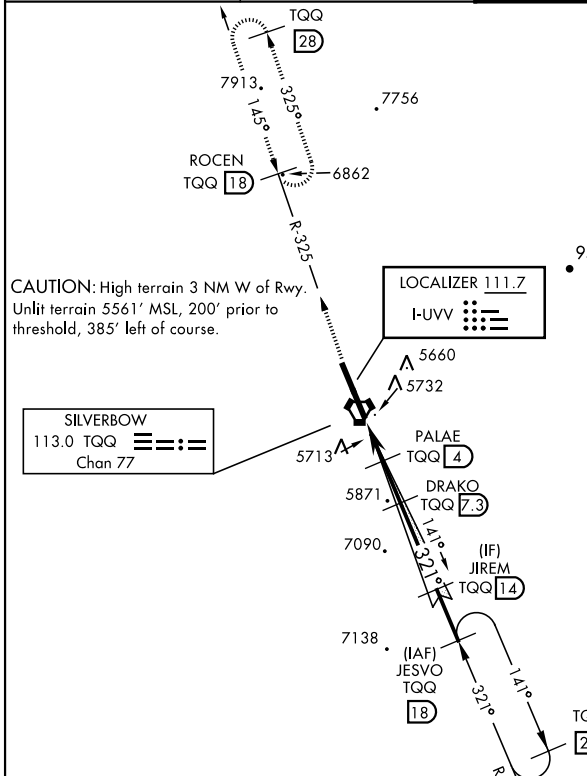 TQQ
28
7913
7756
145°
325°
ROCEN
TQQ 18
6862
R-325
CAUTION: High terrain 3 NM W of Rwy.
Unlit terrain 5561' MSL, 200' prior to
threshold, 385' left of course.
LOCALIZER 111.7
I-UVV
5660
5732
SILVERBOW
113.0 TQQ
Chan 77
5713
PALAE
TQQ 4
DRAKO
TQQ 7.3
5871
141°
7090
321°
(IF)
JIREM
TQQ 14
7138
(IAF)
JESVO
TQQ
18
141°
321°
R